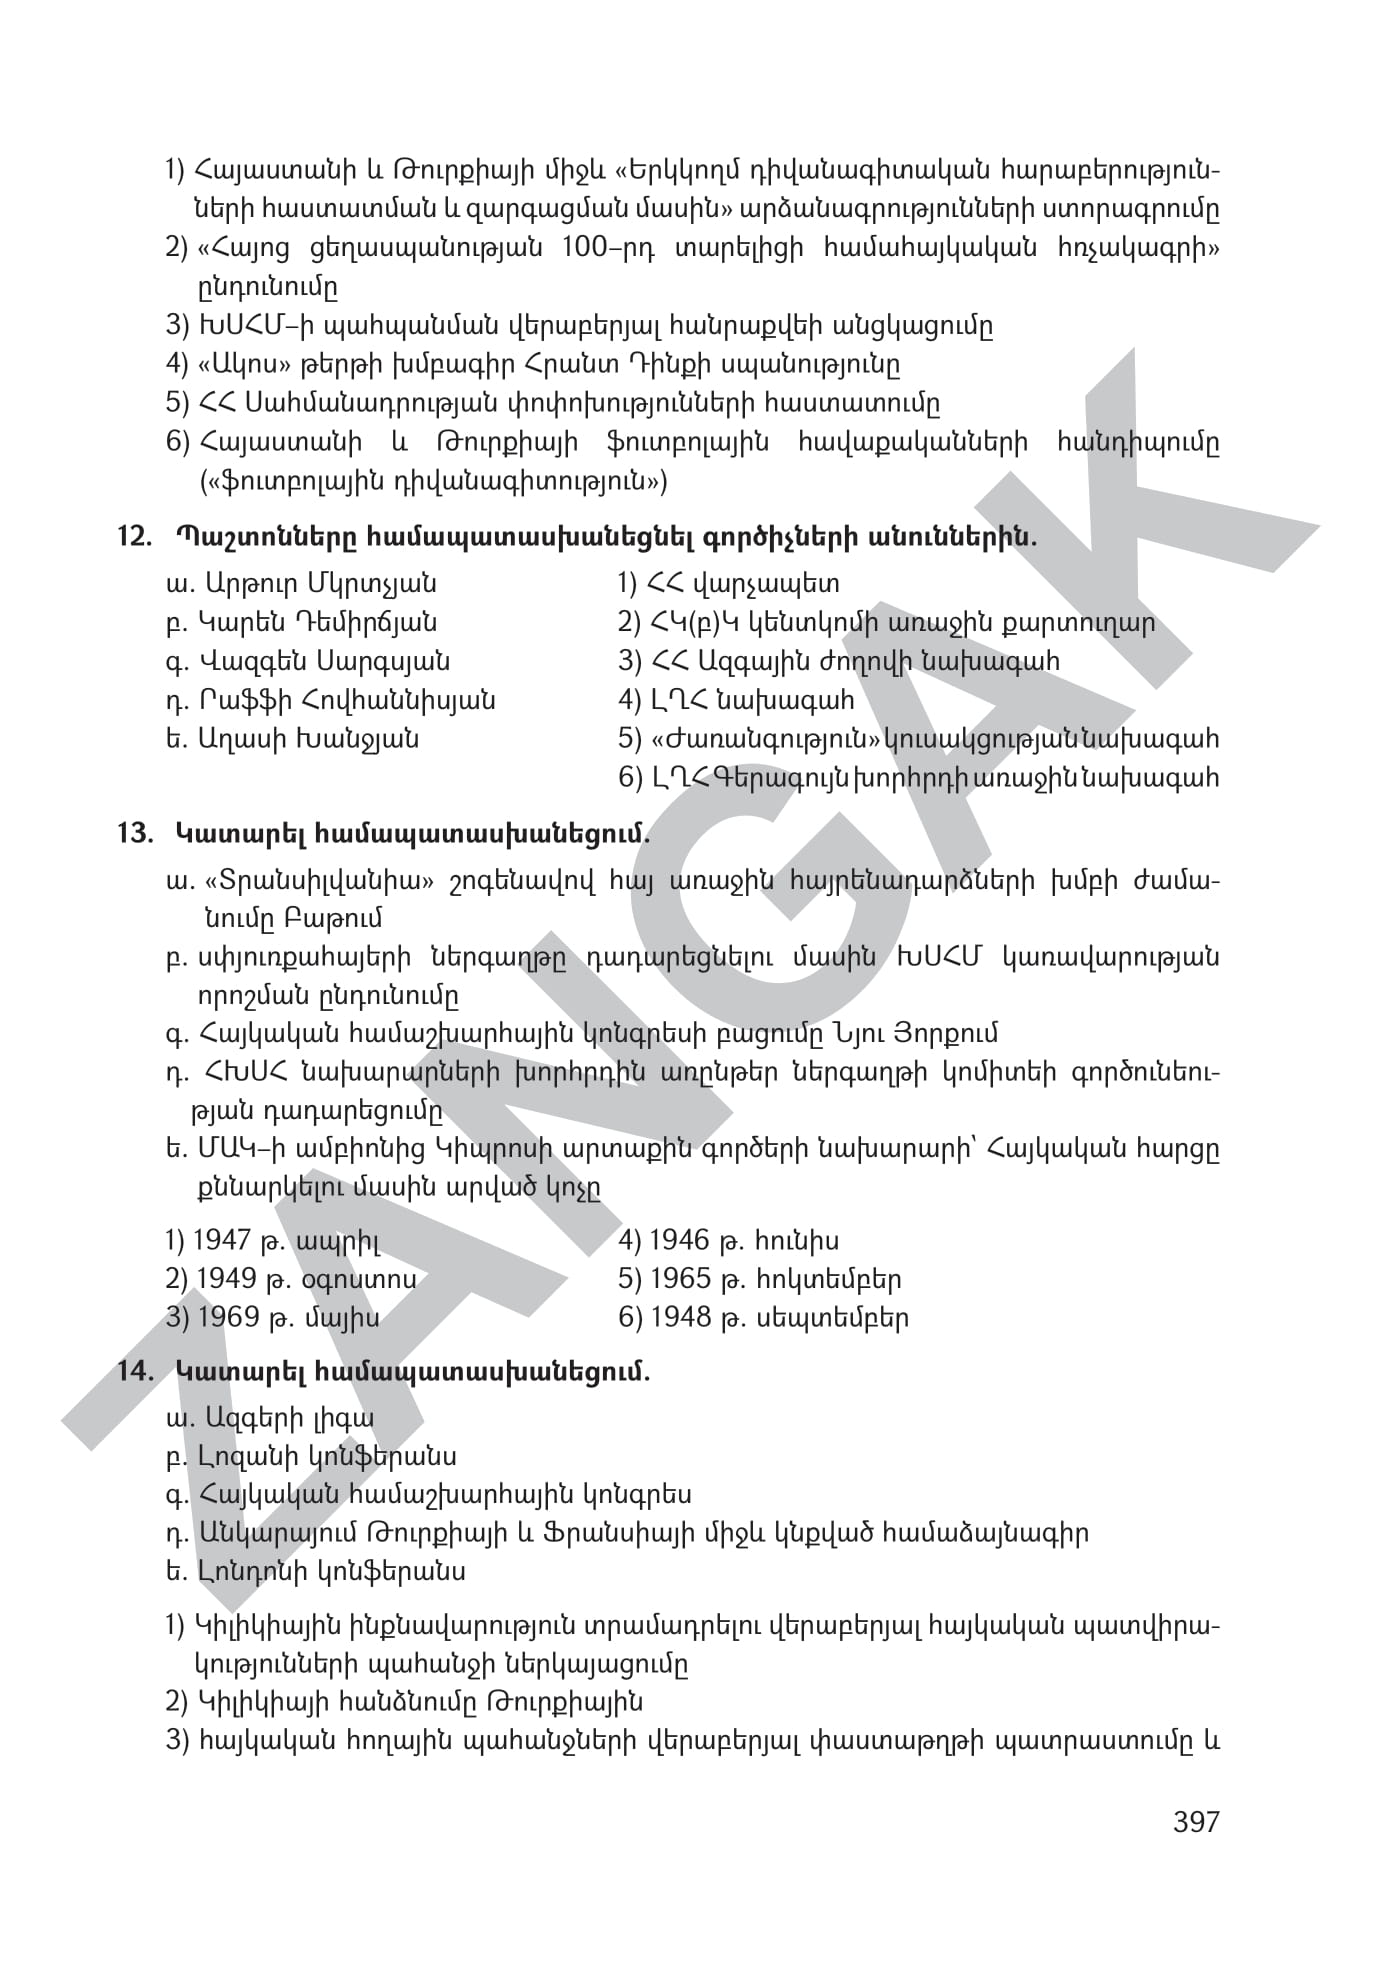 1) Հայաստանի և Թուրքիայի միջև «Երկկողմ դիվանագիտական հարաբերություն-
ների հաստատման և զարգացման մասին» արձանագրությունների ստորագրումը
2) «Հայոց ցեղասպանության 100–րդ տարելիցի համահայկական հռչակագրի»
ընդունումը
3) ԽՍՀՄ–ի պահպանման վերաբերյալ հանրաքվեի անցկացումը
4) «Ակոս» թերթի խմբագիր Հրանտ Դինքի սպանությունը
5) ՀՀ Սահմանադրության փոփոխությունների հաստատումը
6) Հայաստանի և Թուրքիայի ֆուտբոլային հավաքականների հանդիպումը
(«ֆուտբոլային դիվանագիտություն»)
12. Պաշտոնները համապատասխանեցնել գործիչների անուններին.
ա. Արթուր Մկրտչյան 1) ՀՀ վարչապետ
բ. Կարեն Դեմիրճյան 2) ՀԿ(բ)Կ կենտկոմի առաջին քարտուղար
գ. Վազգեն Սարգսյան 3) ՀՀ Ազգային ժողովի նախագահ
դ. Րաֆֆի Հովհաննիսյան 4) ԼՂՀ նախագահ
ե. Աղասի Խանջյան 5) «Ժառանգություն» կուսակցության նախագահ
6) ԼՂՀ Գերագույն խորհրդի առաջին նախագահ
13. Կատարել համապատասխանեցում.
ա. «Տրանսիլվանիա» շոգենավով հայ առաջին հայրենադարձների խմբի ժամա-
նումը Բաթում
բ. սփյուռքահայերի ներգաղթը դադարեցնելու մասին ԽՍՀՄ կառավարության
որոշման ընդունումը
գ. Հայկական համաշխարհային կոնգրեսի բացումը Նյու Յորքում
դ. ՀԽՍՀ նախարարների խորհրդին առընթեր ներգաղթի կոմիտեի գործունեու-
թյան դադարեցումը
ե. ՄԱԿ–ի ամբիոնից Կիպրոսի արտաքին գործերի նախարարի՝ Հայկական հարցը
քննարկելու մասին արված կոչը
1) 1947 թ. ապրիլ 4) 1946 թ. հունիս
2) 1949 թ. օգոստոս 5) 1965 թ. հոկտեմբեր
3) 1969 թ. մայիս 6) 1948 թ. սեպտեմբեր
14. Կատարել համապատասխանեցում.
ա. Ազգերի լիգա
բ. Լոզանի կոնֆերանս
գ. Հայկական համաշխարհային կոնգրես
դ. Անկարայում Թուրքիայի և Ֆրանսիայի միջև կնքված համաձայնագիր
ե. Լոնդոնի կոնֆերանս
1) Կիլիկիային ինքնավարություն տրամադրելու վերաբերյալ հայկական պատվիրա-
կությունների պահանջի ներկայացումը
2) Կիլիկիայի հանձնումը Թուրքիային
3) հայկական հողային պահանջների վերաբերյալ փաստաթղթի պատրաստումը և
397
ZANGAK